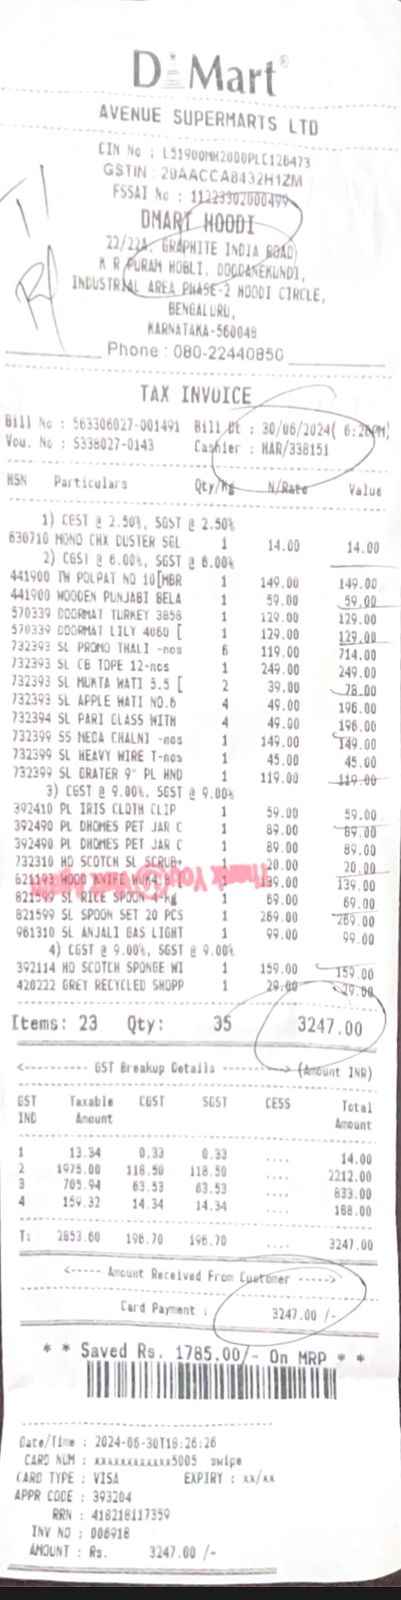 D Mart®
AVENUE SUPERMARTS LTD
CIN No : L51900MH2000PLC126473
GSTIN : 29AACCA8432H1ZM
FSSAI No : 11223302000499
DMART HOODI
22/22A, GRAPHITE INDIA ROAD
K R PURAM HOBLI, DODDANEKUNDI,
INDUSTRIAL AREA PHASE-2 HOODI CIRCLE,
BENGALURU,
KARNATAKA-560048
Phone : 080-22440850
TAX INVOICE
Bill No : 563306027-001491 Bill Dt : 30/06/2024( 6:26PM)
Vou. No : S338027-0143 Cashier : HAR/338151
HSN Particulars Qty/Kg N/Rate Value
1) CGST @ 2.50%, SGST @ 2.50%
630710 MONO CHX DUSTER SGL 1 14.00 14.00
2) CGST @ 6.00%, SGST @ 6.00%
441900 TW POLPAT NO 10[MBR 1 149.00 149.00
441900 WOODEN PUNJABI BELA 1 59.00 59.00
570339 DOORMAT TURKEY 3858 1 129.00 129.00
570339 DOORMAT LILY 4060 [ 1 129.00 129.00
732393 SL PROMO THALI -nos 6 119.00 714.00
732393 SL CB TOPE 12-nos 1 249.00 249.00
732393 SL MUKTA WATI 5.5 [ 2 39.00 78.00
732393 SL APPLE WATI NO.6 4 49.00 196.00
732394 SL PARI GLASS WITH 4 49.00 196.00
732399 SS MEGA CHALNI -nos 1 149.00 149.00
732399 SL HEAVY WIRE T-nos 1 45.00 45.00
732399 SL GRATER 9" PL HND 1 119.00 119.00
3) CGST @ 9.00%, SGST @ 9.00%
392410 PL IRIS CLOTH CLIP 1 59.00 59.00
392490 PL DHOMES PET JAR C 1 89.00 89.00
392490 PL DHOMES PET JAR C 1 89.00 89.00
732310 HO SCOTCH SL SCRUB+ 1 20.00 20.00
821193 KNIFE 1 139.00 139.00
821599 SL RICE SPOON 4-Kg 1 69.00 69.00
821599 SL SPOON SET 20 PCS 1 269.00 269.00
961310 SL ANJALI GAS LIGHT 1 99.00 99.00
4) CGST @ 9.00%, SGST @ 9.00%
392114 HO SCOTCH SPONGE WI 1 159.00 159.00
420222 GREY RECYCLED SHOPP 1 29.00 29.00
Items: 23 Qty: 35 3247.00
<---------- GST Breakup Details ----------> (Amount INR)
GST IND Taxable Amount CGST SGST CESS Total Amount
1 13.34 0.33 0.33 .... 14.00
2 1975.00 118.50 118.50 .... 2212.00
3 705.94 63.53 63.53 .... 833.00
4 159.32 14.34 14.34 .... 188.00
T: 2853.60 196.70 196.70 .... 3247.00
<----- Amount Received From Customer ----->
Card Payment : 3247.00 /-
* * Saved Rs. 1785.00/- On MRP * *
Date/Time : 2024-06-30T18:26:26
CARD NUM : xxxxxxxxxxxx5005 swipe
CARD TYPE : VISA EXPIRY : xx/xx
APPR CODE : 393204
RRN : 418218117359
INV NO : 006918
AMOUNT : Rs. 3247.00 /-